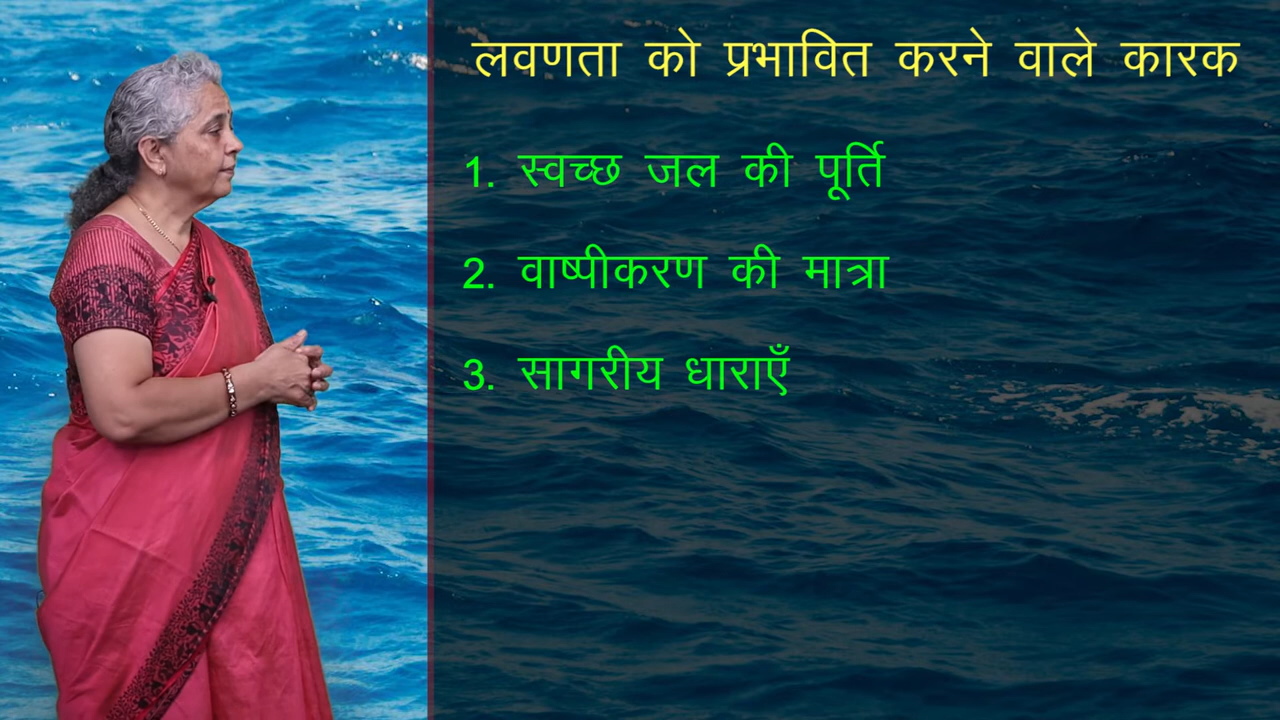 लवणता को प्रभावित करने वाले कारक
1. स्वच्छ जल की पूर्ति
2. वाष्पीकरण की मात्रा
3. सागरीय धाराएँ